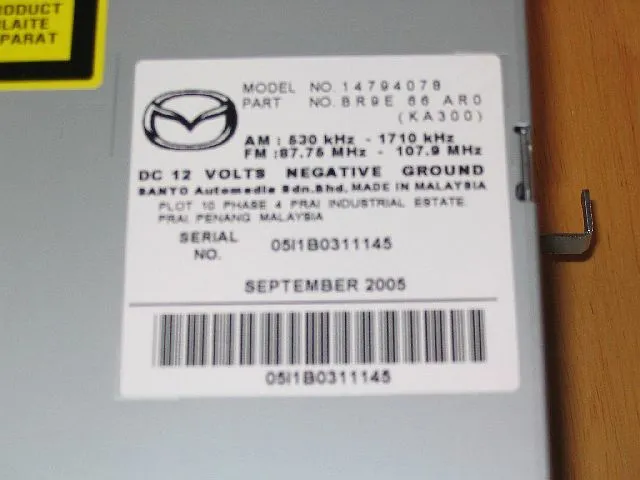 RODUCT
LAITE
PARAT
MODEL NO. 14794078
PART NO. BR9E 66 AR0
(KA300)
AM : 530 kHz - 1710 kHz
FM : 87.75 MHz - 107.9 MHz
DC 12 VOLTS NEGATIVE GROUND
SANYO Automedia Sdn.Bhd. MADE IN MALAYSIA
PLOT 10 PHASE 4 PRAI INDUSTRIAL ESTATE
PRAI PENANG MALAYSIA
SERIAL
NO. 05I1B0311145
SEPTEMBER 2005
05I1B0311145